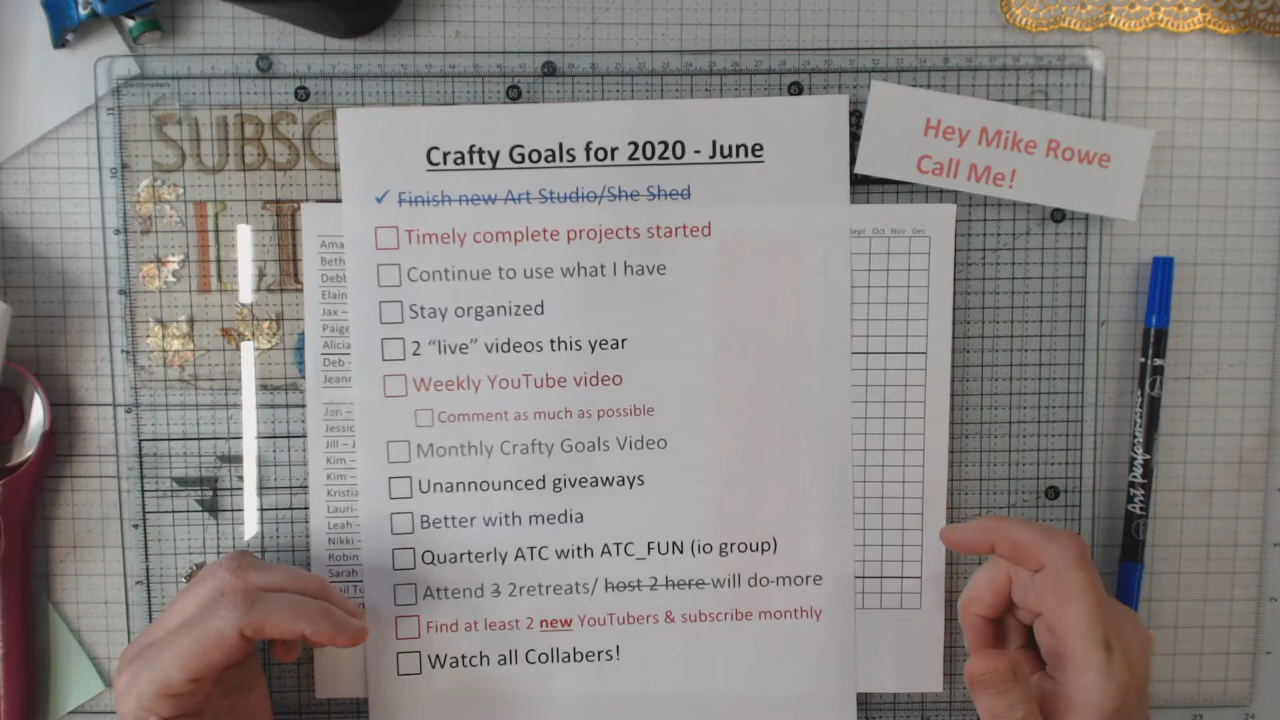 SUBSC
Crafty Goals for 2020 - June
✓ Finish new Art Studio/She Shed
Timely complete projects started
Continue to use what I have
Stay organized
2 “live” videos this year
Weekly YouTube video
Comment as much as possible
Monthly Crafty Goals Video
Unannounced giveaways
Better with media
Quarterly ATC with ATC_FUN (io group)
Attend 3 2retreats/ host 2 here will do-more
Find at least 2 new YouTubers & subscribe monthly
Watch all Collabers!
Hey Mike Rowe
Call Me!
Ama
Beth
Debb
Elain
Jax –
Paige
Alicia
Deb -
Jeann
Jen –
Jessic
Jill – J
Kim –
Kim –
Kristia
Lauri-
Leah -
Nikki -
Robin
Sarah
Sept Oct Nov Dec
Art Performance